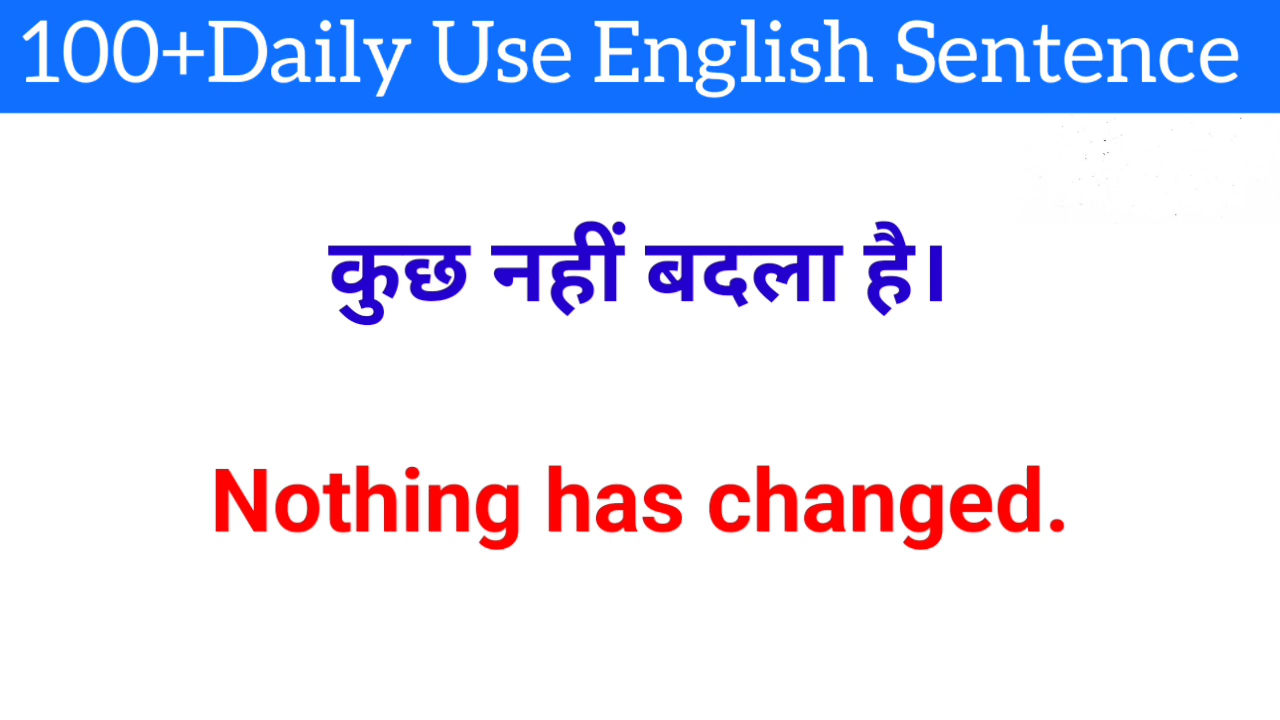 100+Daily Use English Sentence
कुछ नहीं बदला है।
Nothing has changed.